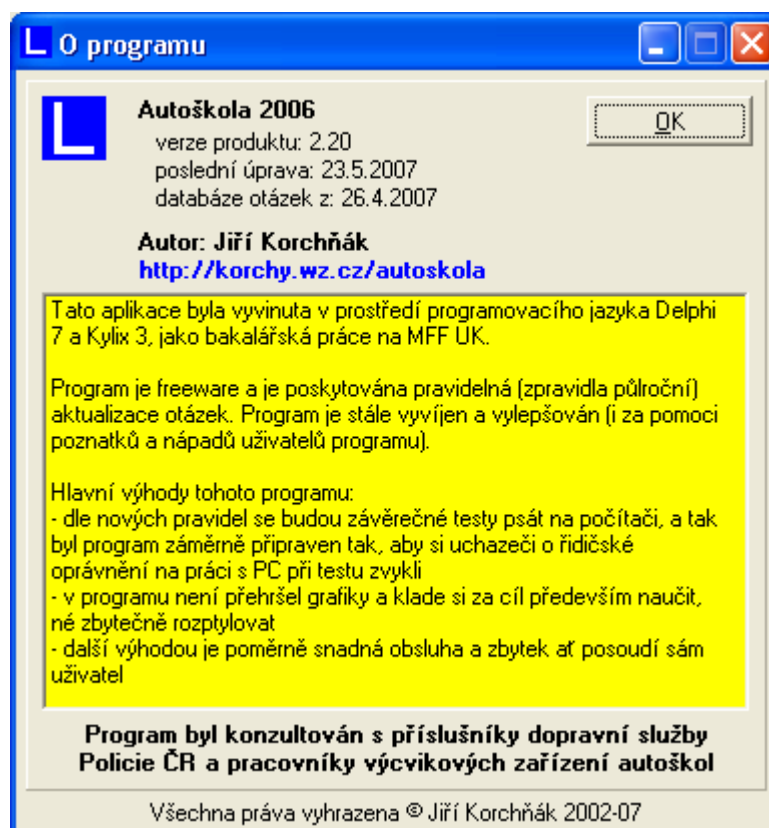 L O programu
L
Autoškola 2006
OK
verze produktu: 2.20
poslední úprava: 23.5.2007
databáze otázek z: 26.4.2007
Autor: Jiří Korchňák
http://korchy.wz.cz/autoskola
Tato aplikace byla vyvinuta v prostředí programovacího jazyka Delphi
7 a Kylix 3, jako bakalářská práce na MFF UK.
Program je freeware a je poskytována pravidelná (zpravidla půlroční)
aktualizace otázek. Program je stále vyvíjen a vylepšován (i za pomoci
poznatků a nápadů uživatelů programu).
Hlavní výhody tohoto programu:
- dle nových pravidel se budou závěrečné testy psát na počítači, a tak
byl program záměrně připraven tak, aby si uchazeči o řidičské
oprávnění na práci s PC při testu zvykli
- v programu není přehršel grafiky a klade si za cíl především naučit,
né zbytečně rozptylovat
- další výhodou je poměrně snadná obsluha a zbytek ať posoudí sám
uživatel
Program byl konzultován s příslušníky dopravní služby
Policie ČR a pracovníky výcvikových zařízení autoškol
Všechna práva vyhrazena © Jiří Korchňák 2002-07